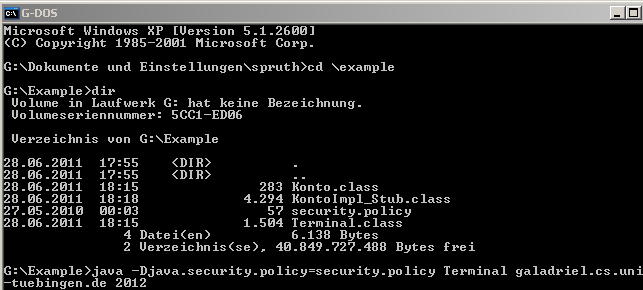 G-DOS
Microsoft Windows XP [Version 5.1.2600]
(C) Copyright 1985-2001 Microsoft Corp.
G:\Dokumente und Einstellungen\spruth>cd \example
G:\Example>dir
Volume in Laufwerk G: hat keine Bezeichnung.
Volumeseriennummer: 5CC1-ED06
Verzeichnis von G:\Example
28.06.2011 17:55 <DIR> .
28.06.2011 17:55 <DIR> ..
28.06.2011 18:15 283 Konto.class
28.06.2011 18:18 4.294 KontoImpl_Stub.class
27.05.2010 00:03 57 security.policy
28.06.2011 18:15 1.504 Terminal.class
4 Datei(en) 6.138 Bytes
2 Verzeichnis(se), 40.849.727.488 Bytes frei
G:\Example>java -Djava.security.policy=security.policy Terminal galadriel.cs.uni
-tuebingen.de 2012